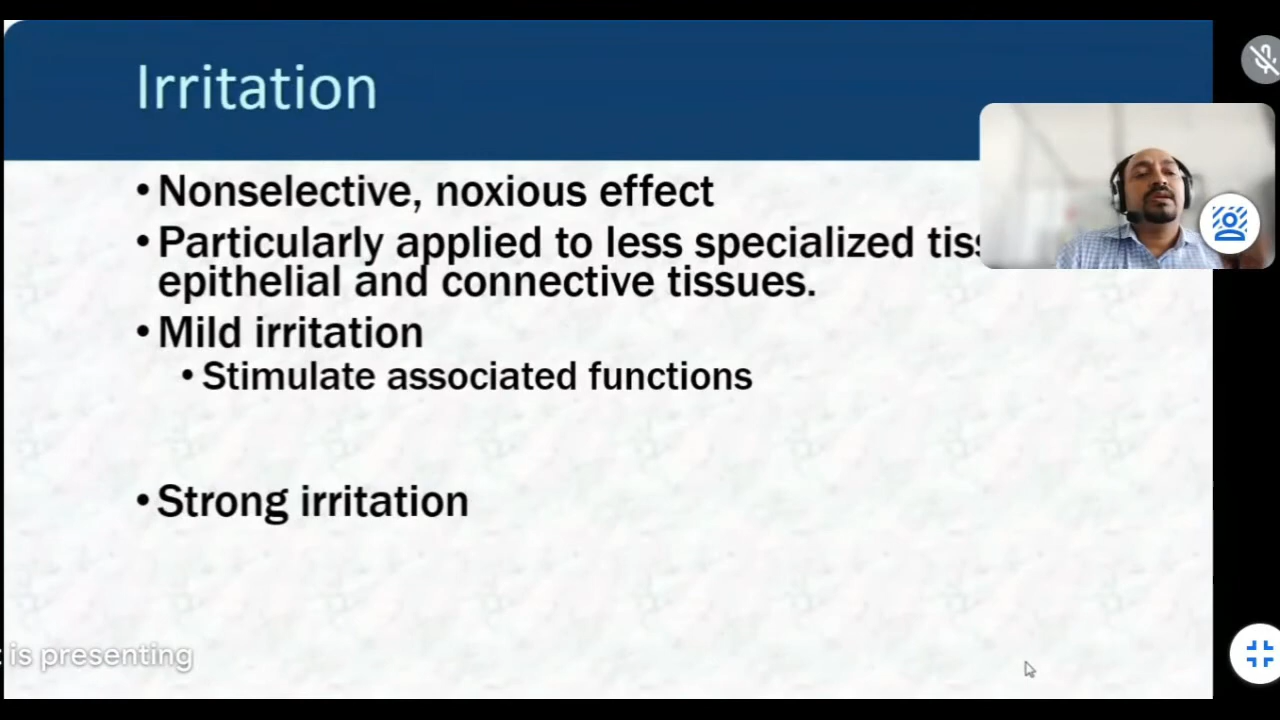 Irritation
• Nonselective, noxious effect
• Particularly applied to less specialized
epithelial and connective tissues.
• Mild irritation
• Stimulate associated functions
• Strong irritation
is presenting